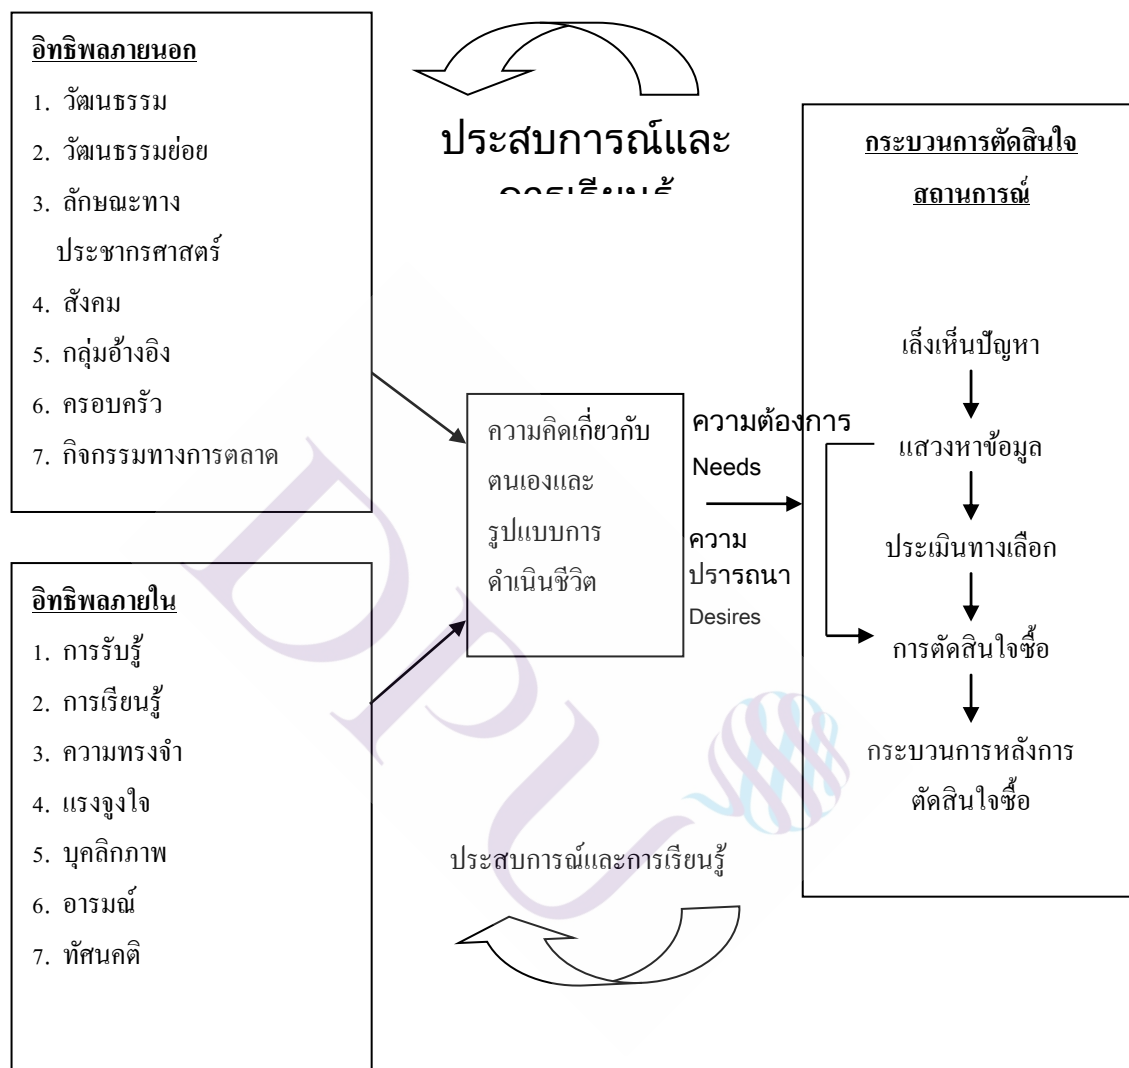 อิทธิพลภายนอก
1. วัฒนธรรม
2. วัฒนธรรมย่อย
3. ลักษณะทาง
ประชากรศาสตร์
4. สังคม
5. กลุ่มอ้างอิง
6. ครอบครัว
7. กิจกรรมทางการตลาด
อิทธิพลภายใน
1. การรับรู้
2. การเรียนรู้
3. ความทรงจำ
4. แรงจูงใจ
5. บุคลิกภาพ
6. อารมณ์
7. ทัศนคติ
ประสบการณ์และ
การเรียนรู้
ความคิดเกี่ยวกับ
ตนเองและ
รูปแบบการ
ดำเนินชีวิต
ความต้องการ
Needs
ความ
ปรารถนา
Desires
ประสบการณ์และการเรียนรู้
กระบวนการตัดสินใจ
สถานการณ์
เล็งเห็นปัญหา
แสวงหาข้อมูล
ประเมินทางเลือก
การตัดสินใจซื้อ
กระบวนการหลังการ
ตัดสินใจซื้อ
DPU